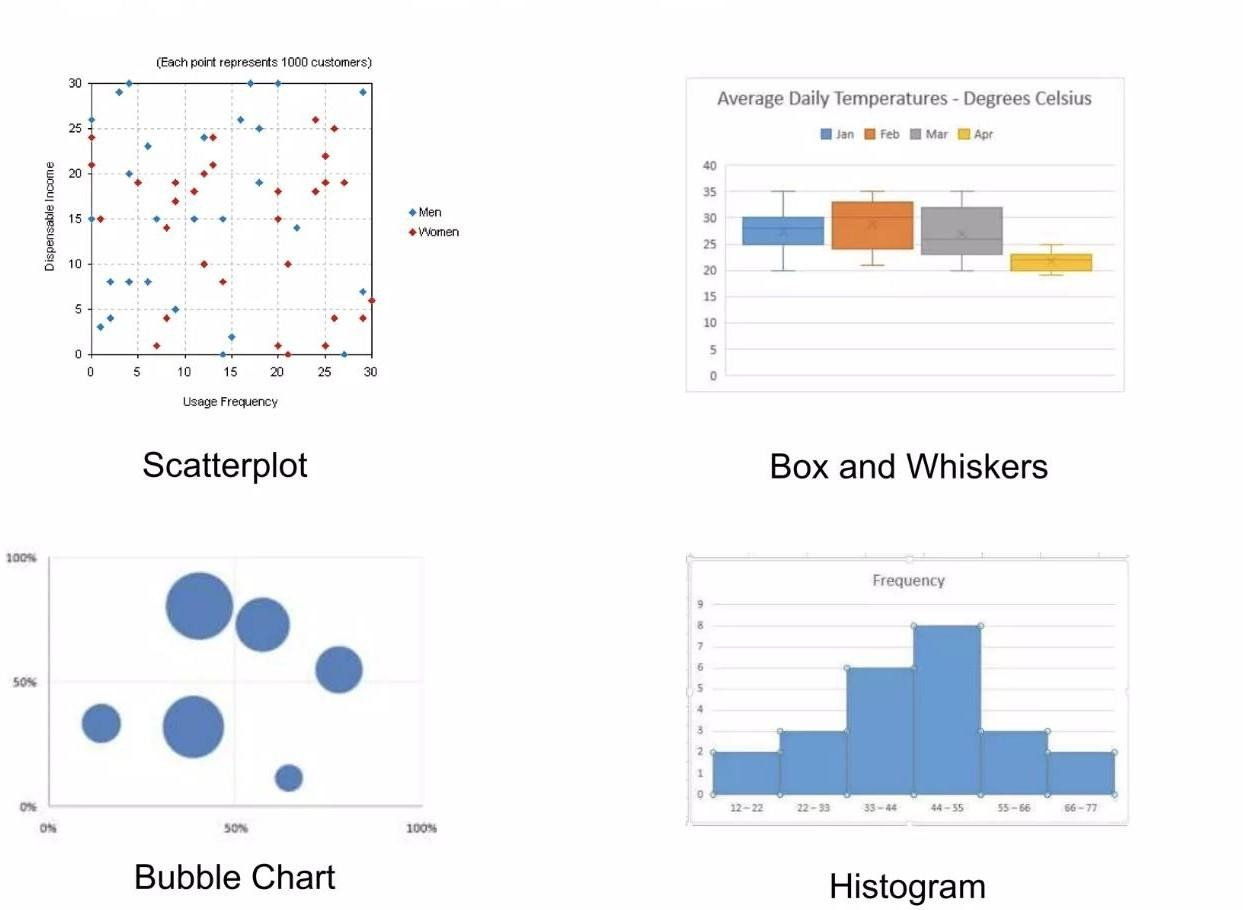 (Each point represents 1000 customers)
30
25
20
15
10
5
0
0 5 10 15 20 25 30
Dispensable Income
Usage Frequency
Men
Women
Scatterplot
Average Daily Temperatures - Degrees Celsius
Jan Feb Mar Apr
40
35
30
25
20
15
10
5
0
Box and Whiskers
100%
50%
0%
0% 50% 100%
Bubble Chart
Frequency
9
8
7
6
5
4
3
2
1
0
12 – 22 22 – 33 33 – 44 44 – 55 55 – 66 66 – 77
Histogram